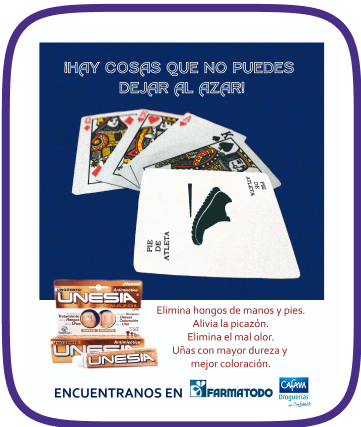 ¡HAY COSAS QUE NO PUEDES
DEJAR AL AZAR!
PIE
DE
ATLETA
PIE
DE
ATLETA
UNGÜENTO
Antimicótico
UNESIA
UNESIA
Elimina hongos de manos y pies.
Alivia la picazón.
Elimina el mal olor.
Uñas con mayor dureza y
mejor coloración.
ENCUENTRANOS EN
FARMATODO
CAFAM
Droguerías